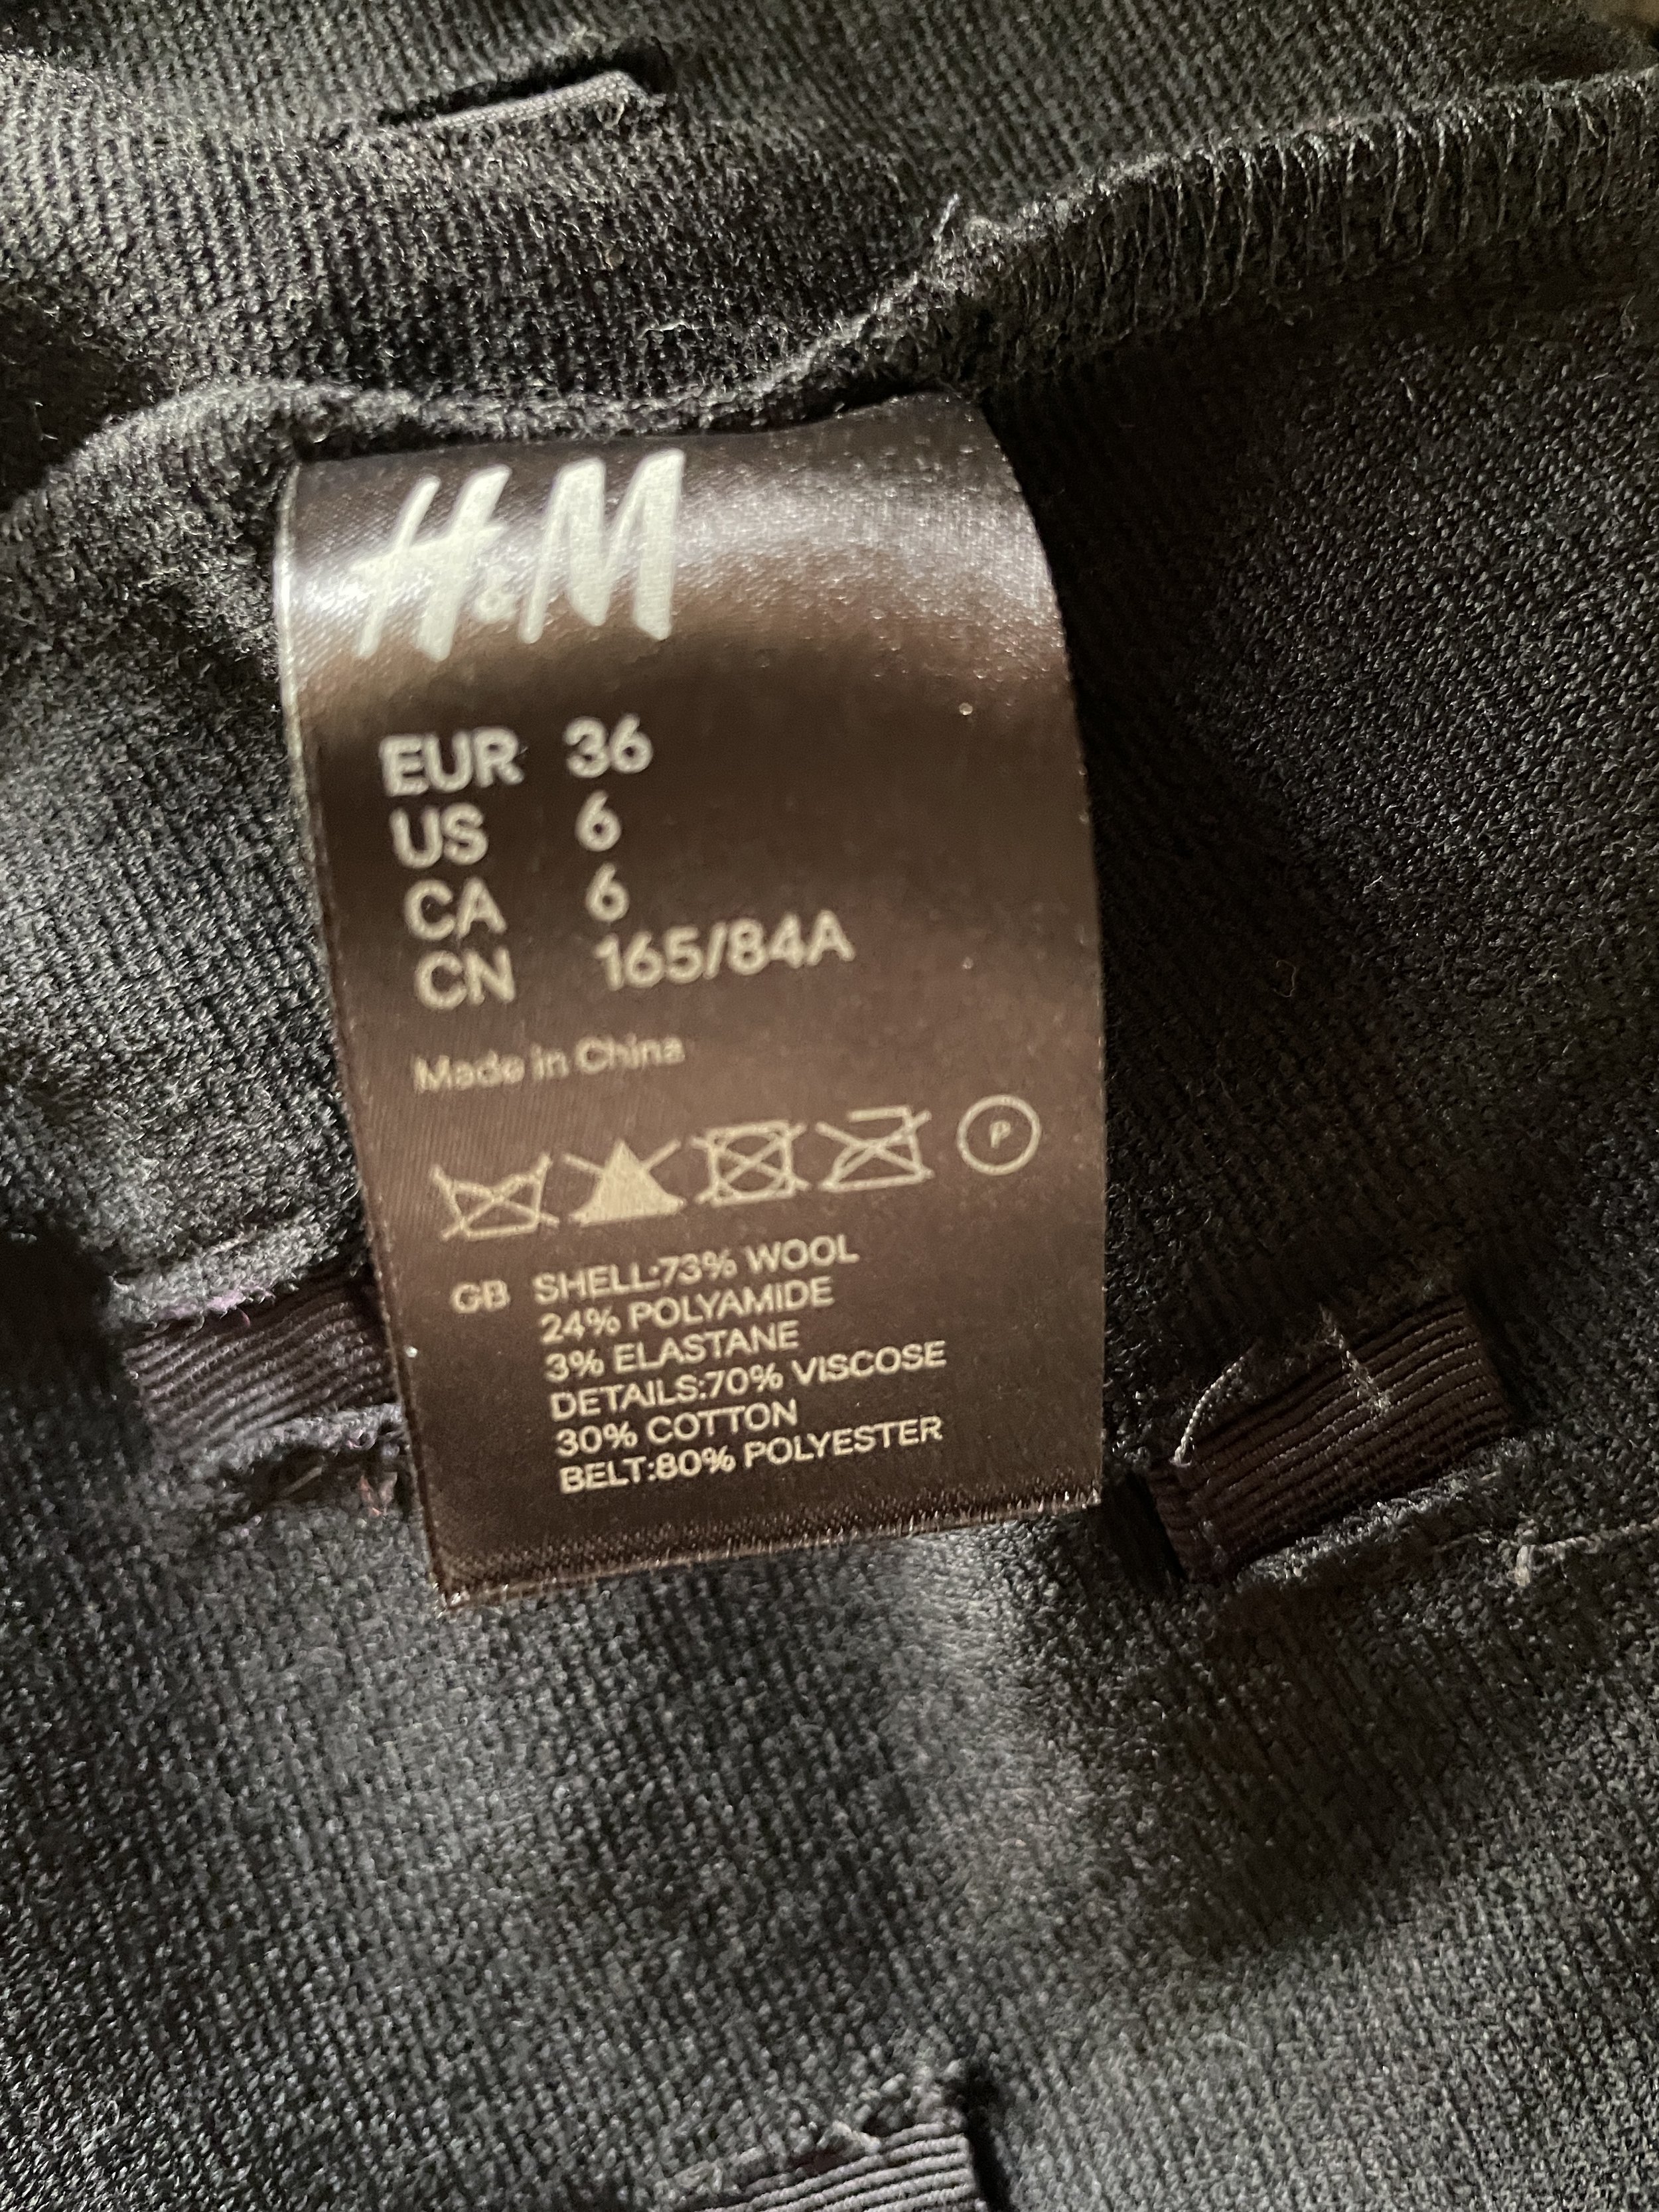 H&M
EUR 36
US 6
CA 6
CN 165/84A
Made in China
P
GB SHELL:73% WOOL
24% POLYAMIDE
3% ELASTANE
DETAILS:70% VISCOSE
30% COTTON
BELT:80% POLYESTER